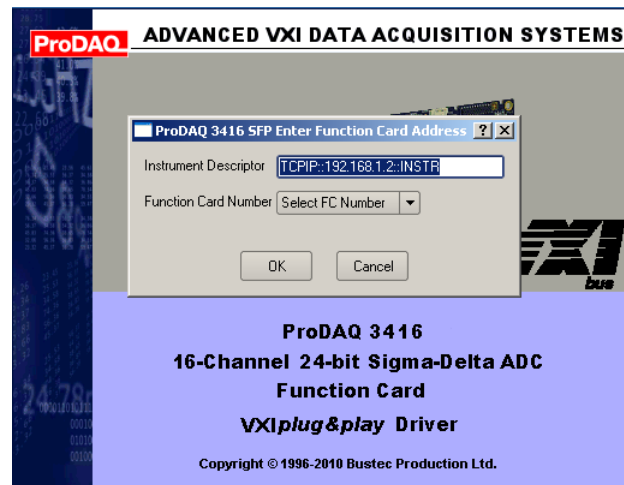 ProDAQ
ADVANCED VXI DATA ACQUISITION SYSTEMS
ProDAQ 3416 SFP Enter Function Card Address
Instrument Descriptor
TCPIP::192.168.1.2::INSTR
Function Card Number
Select FC Number
OK
Cancel
VXI
bus
ProDAQ 3416
16-Channel 24-bit Sigma-Delta ADC
Function Card
VXIplug&play Driver
Copyright © 1996-2010 Bustec Production Ltd.